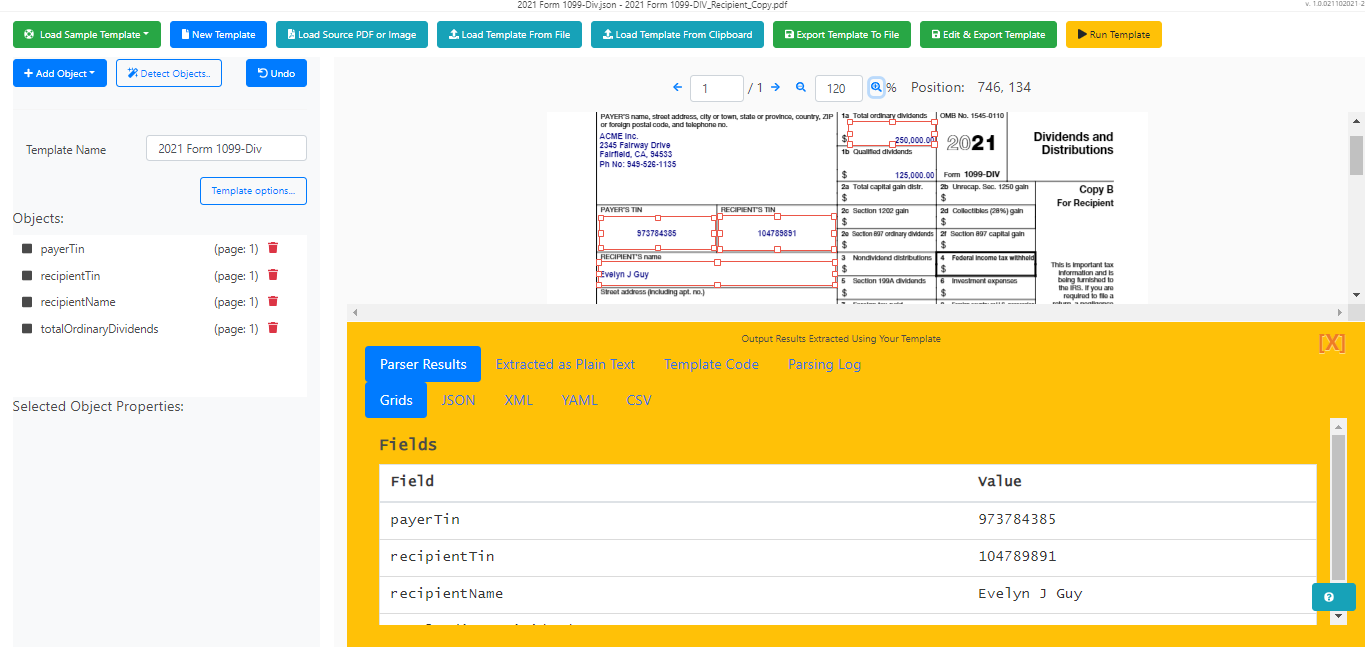 2021 Form 1099-Div.json - 2021 Form 1099-DIV_Recipient_Copy.pdf
Load Sample Template
New Template
Load Source PDF or Image
Load Template From File
Load Template From Clipboard
Export Template To File
Edit & Export Template
Run Template
Add Object
Detect Objects..
Undo
1 / 1 120 % Position: 746, 134
Template Name 2021 Form 1099-Div
Template options...
Objects:
payerTin (page: 1)
recipientTin (page: 1)
recipientName (page: 1)
totalOrdinaryDividends (page: 1)
Selected Object Properties:
PAYER'S name, street address, city or town, state or province, country, ZIP
or foreign postal code, and telephone no.
ACME Inc.
2345 Fairway Drive
Fairfield, CA, 94533
Ph No: 949-526-1135
1a Total ordinary dividends
$ 250,000.00
1b Qualified dividends
$ 125,000.00
OMB No. 1545-0110
2021
Form 1099-DIV
Dividends and
Distributions
2a Total capital gain distr.
$
2b Unrecap. Sec. 1250 gain
$
Copy B
For Recipient
PAYER'S TIN
973784385
RECIPIENT'S TIN
104789891
2c Section 1202 gain
$
2d Collectibles (28%) gain
$
2e Section 897 ordinary dividends
$
2f Section 897 capital gain
$
RECIPIENT'S name
Evelyn J Guy
3 Nondividend distributions
$
4 Federal income tax withheld
$
Street address (including apt. no.)
5 Section 199A dividends
$
6 Investment expenses
$
This is important tax
information and is
being furnished to
the IRS. If you are
required to file a
Output Results Extracted Using Your Template
[X]
Parser Results
Extracted as Plain Text
Template Code
Parsing Log
Grids
JSON
XML
YAML
CSV
Fields
Field Value
payerTin 973784385
recipientTin 104789891
recipientName Evelyn J Guy